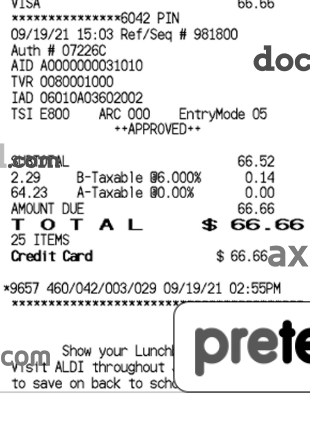 VISA 66.66
****************6042 PIN
09/19/21 15:03 Ref/Seq # 981800
Auth # 07226C
AID A0000000031010
TVR 0080001000
IAD 06010A03602002
TSI E800 ARC 000 EntryMode 05
++APPROVED++
doc
SUBTOTAL 66.52
.com
2.29 B-Taxable @6.000% 0.14
64.23 A-Taxable @0.00% 0.00
AMOUNT DUE 66.66
T O T A L $ 66.66
25 ITEMS
Credit Card $ 66.66
ax
*9657 460/042/003/029 09/19/21 02:55PM
****************************************
prete
com
Show your Lunch
Visit ALDI throughout
to save on back to scho